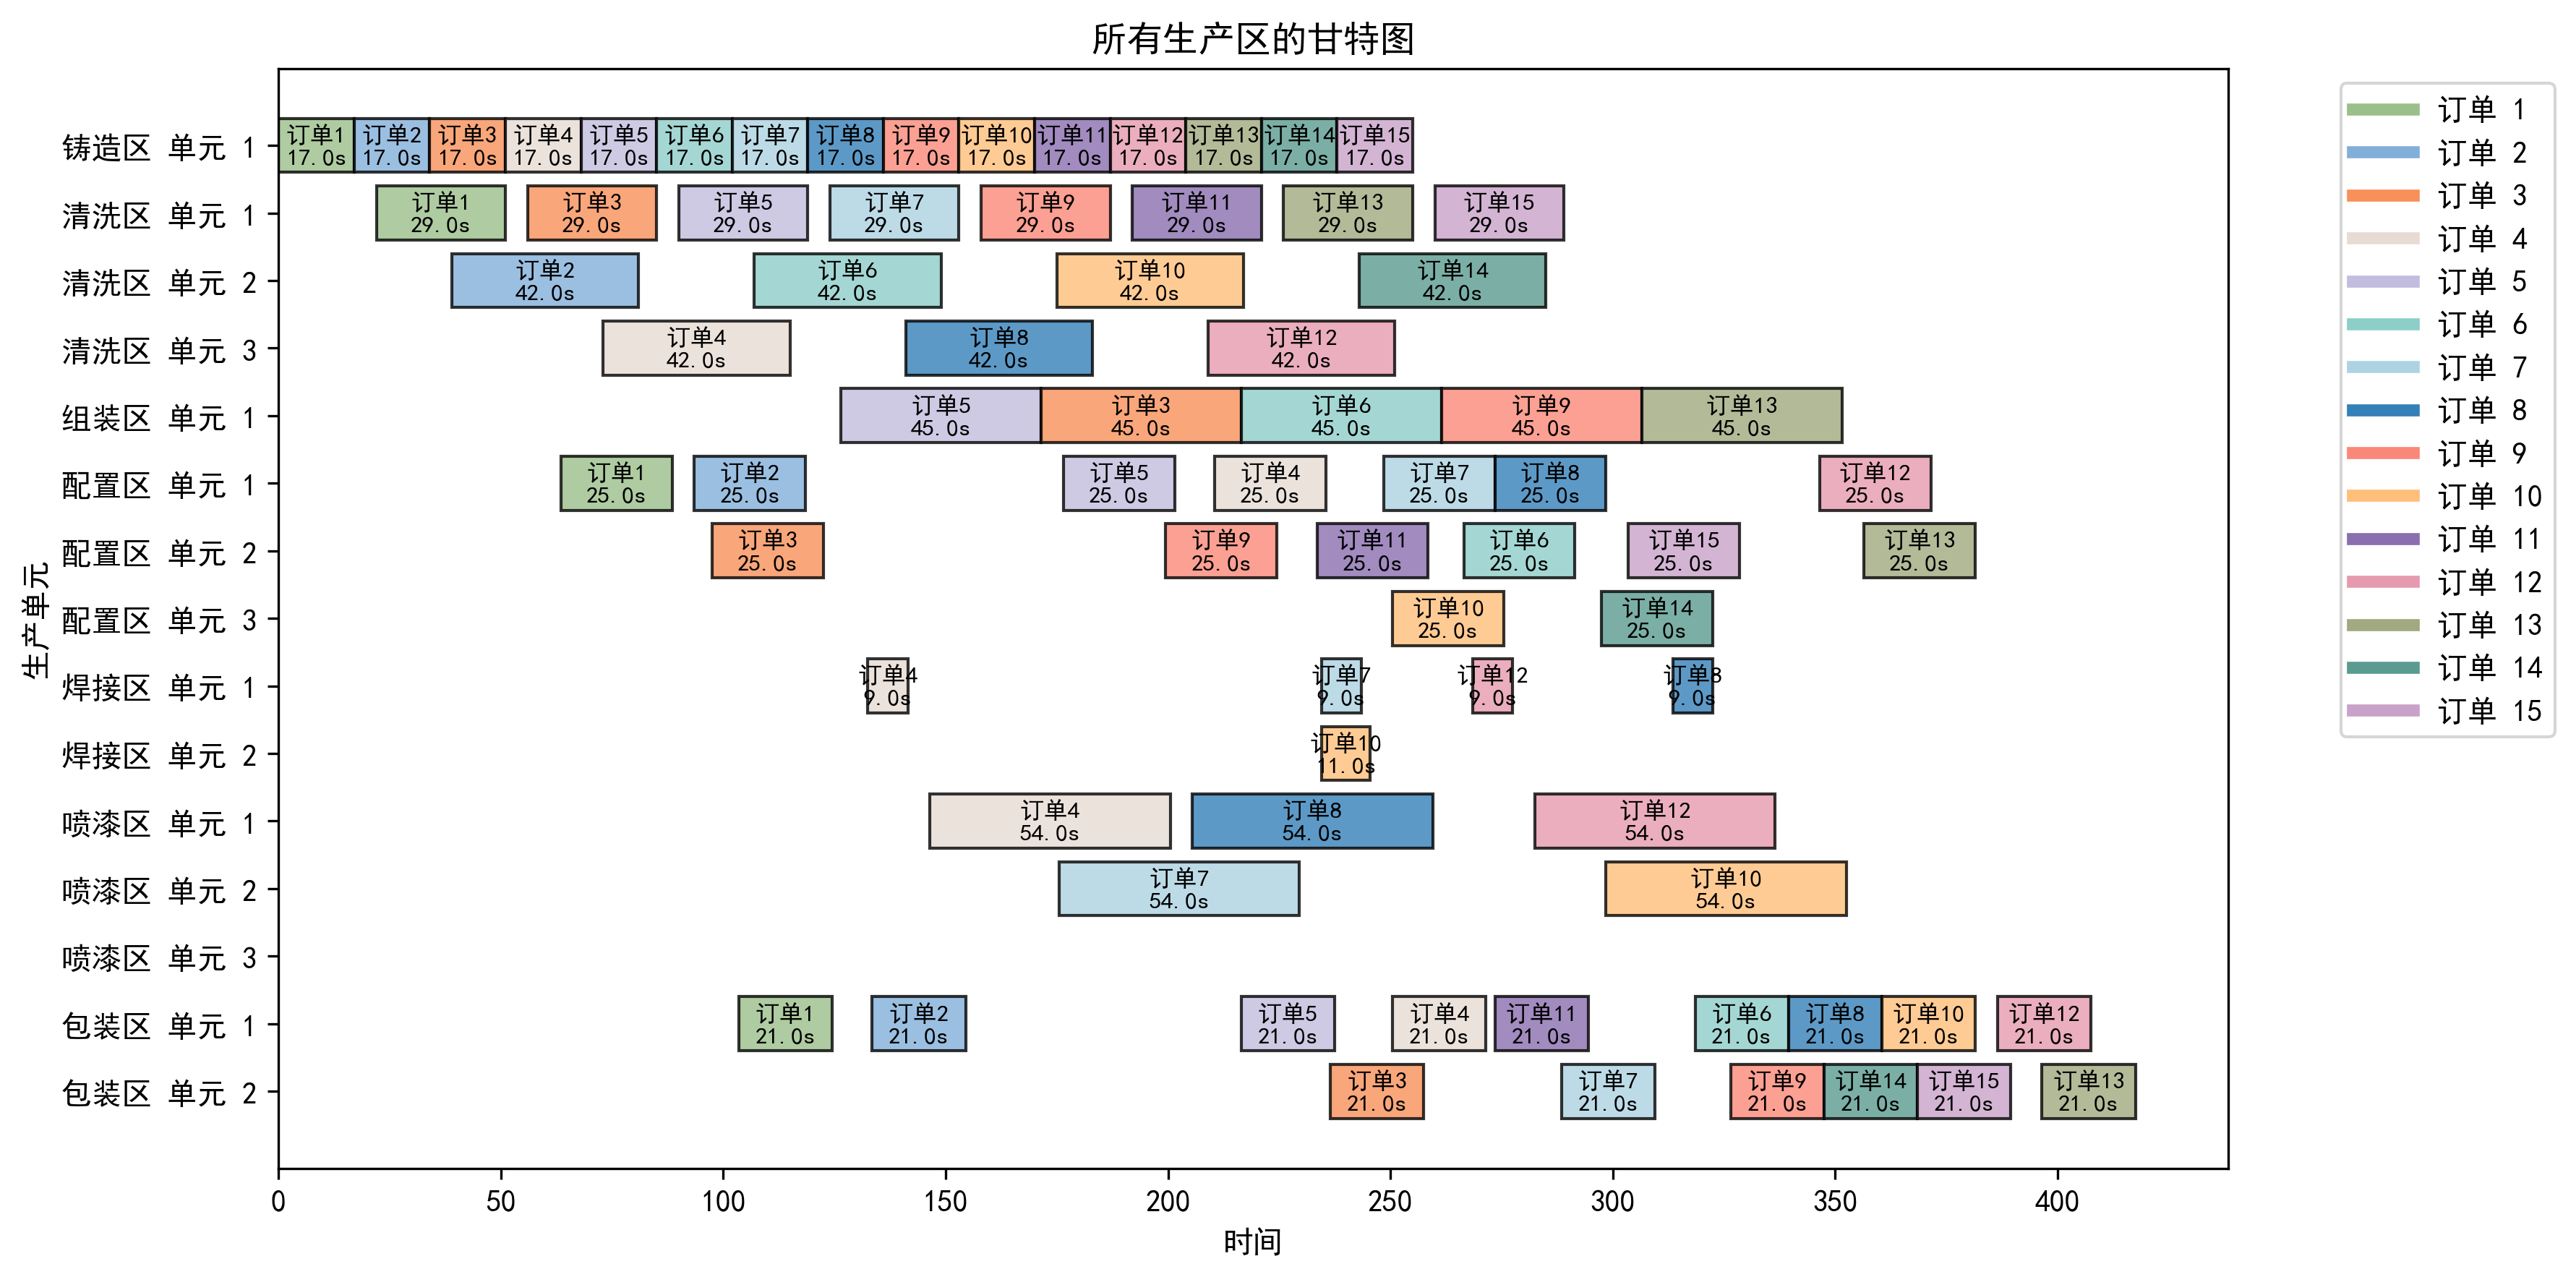 所有生产区的甘特图
生产单元
铸造区 单元 1
订单1 订单2 订单3 订单4 订单5 订单6 订单7 订单8 订单9 订单10 订单11 订单12 订单13 订单14 订单15
17.0s 17.0s 17.0s 17.0s 17.0s 17.0s 17.0s 17.0s 17.0s 17.0s 17.0s 17.0s 17.0s 17.0s 17.0s
清洗区 单元 1
订单1 订单3 订单5 订单7 订单9 订单11 订单13 订单15
29.0s 29.0s 29.0s 29.0s 29.0s 29.0s 29.0s 29.0s
清洗区 单元 2
订单2 订单6 订单10 订单14
42.0s 42.0s 42.0s 42.0s
清洗区 单元 3
订单4 订单8 订单12
42.0s 42.0s 42.0s
组装区 单元 1
订单5 订单3 订单6 订单9 订单13
45.0s 45.0s 45.0s 45.0s 45.0s
配置区 单元 1
订单1 订单2 订单5 订单4 订单7 订单8 订单12
25.0s 25.0s 25.0s 25.0s 25.0s 25.0s 25.0s
配置区 单元 2
订单3 订单9 订单11 订单6 订单15 订单13
25.0s 25.0s 25.0s 25.0s 25.0s 25.0s
配置区 单元 3
订单10 订单14
25.0s 25.0s
焊接区 单元 1
订单4 订单7 订单12 订单8
9.0s 9.0s 9.0s 9.0s
焊接区 单元 2
订单10
11.0s
喷漆区 单元 1
订单4 订单8 订单12
54.0s 54.0s 54.0s
喷漆区 单元 2
订单7 订单10
54.0s 54.0s
喷漆区 单元 3
包装区 单元 1
订单1 订单2 订单5 订单4 订单11 订单6 订单8 订单10 订单12
21.0s 21.0s 21.0s 21.0s 21.0s 21.0s 21.0s 21.0s 21.0s
包装区 单元 2
订单3 订单7 订单9 订单14 订单15 订单13
21.0s 21.0s 21.0s 21.0s 21.0s 21.0s
0 50 100 150 200 250 300 350 400
时间
订单 1
订单 2
订单 3
订单 4
订单 5
订单 6
订单 7
订单 8
订单 9
订单 10
订单 11
订单 12
订单 13
订单 14
订单 15